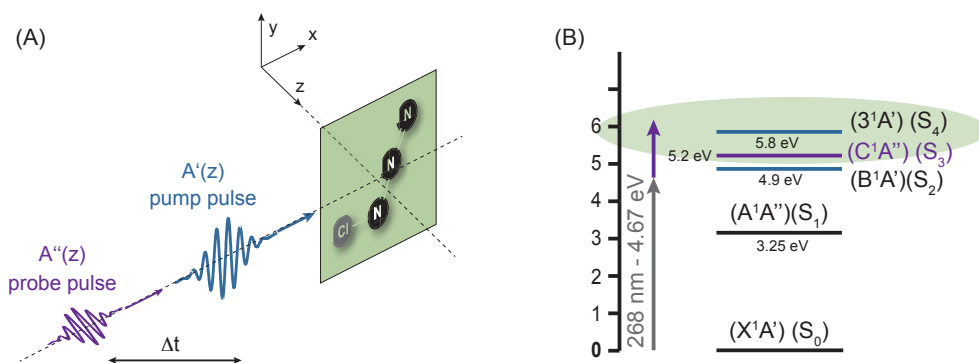 (A)
y
x
z
N
N
N
Cl
A‘(z)
pump pulse
A‘‘(z)
probe pulse
Δt
(B)
6
5
4
3
2
1
0
268 nm - 4.67 eV
5.2 eV
(3¹A’) (S₄)
5.8 eV
(C¹A’’) (S₃)
4.9 eV
(B¹A’)(S₂)
(A¹A’’)(S₁)
3.25 eV
(X¹A’) (S₀)